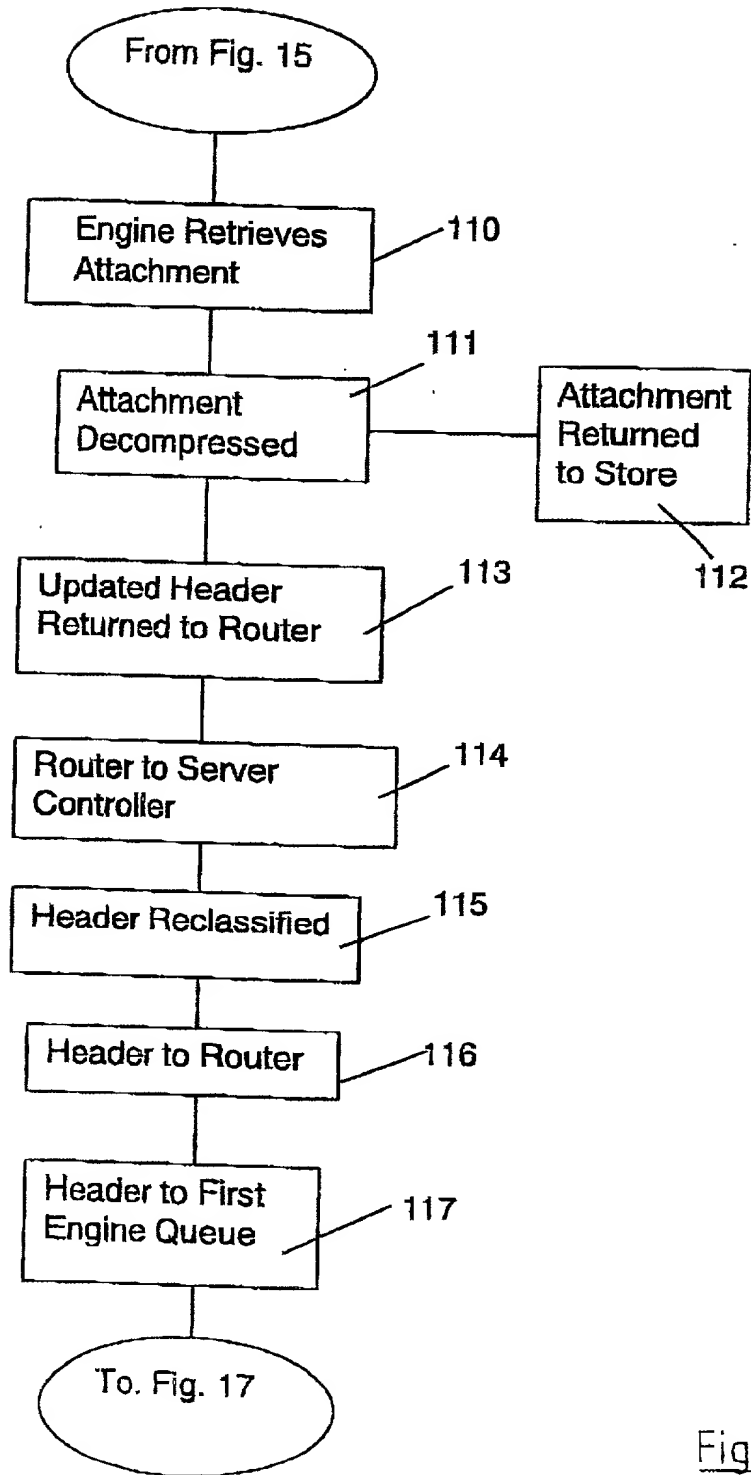 From Fig. 15
Engine Retrieves
Attachment
110
111
Attachment
Decompressed
Attachment
Returned
to Store
112
Updated Header
Returned to Router
113
Router to Server
Controller
114
Header Reclassified
115
Header to Router
116
Header to First
Engine Queue
117
To. Fig. 17
Fig